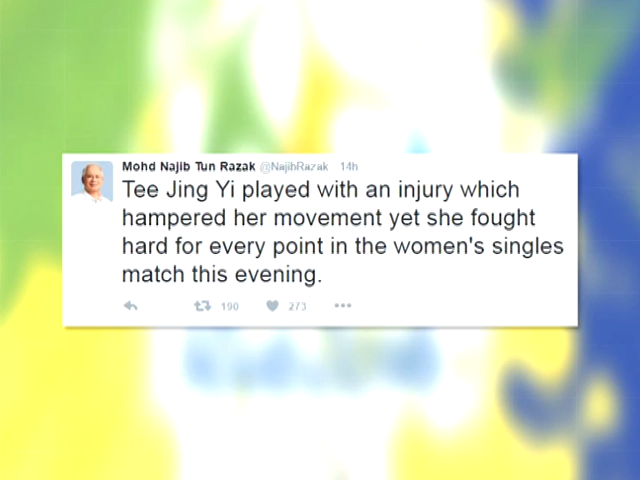 Mohd Najib Tun Razak @NajibRazak 14h
Tee Jing Yi played with an injury which
hampered her movement yet she fought
hard for every point in the women's singles
match this evening.
190 273